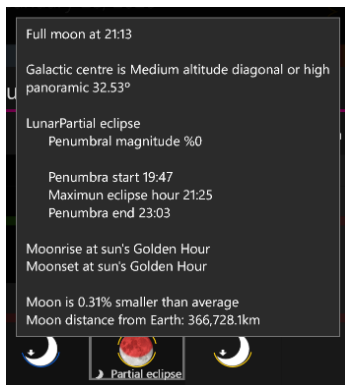 Full moon at 21:13
Galactic centre is Medium altitude diagonal or high
panoramic 32.53º
LunarPartial eclipse
Penumbral magnitude %0
Penumbra start 19:47
Maximun eclipse hour 21:25
Penumbra end 23:03
Moonrise at sun's Golden Hour
Moonset at sun's Golden Hour
Moon is 0.31% smaller than average
Moon distance from Earth: 366,728.1km
Partial eclipse